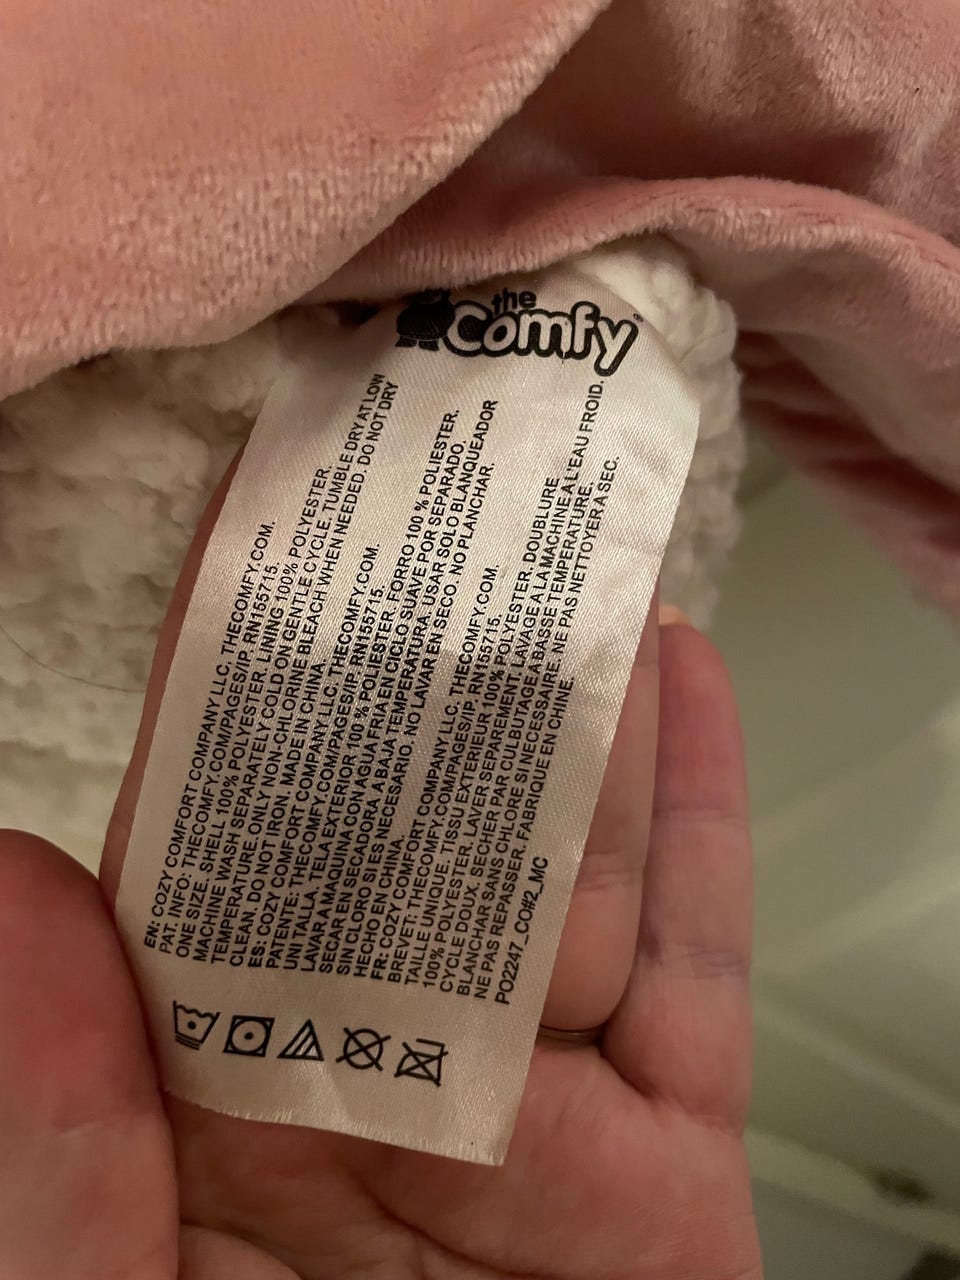 the
Comfy
EN: COZY COMFORT COMPANY LLC, THECOMFY.COM.
PAT. INFO: THECOMFY.COM/PAGES/IP. RN155715.
ONE SIZE. SHELL 100% POLYESTER. LINING 100% POLYESTER.
MACHINE WASH SEPARATELY COLD ON GENTLE CYCLE. TUMBLE DRY AT LOW
TEMPERATURE. ONLY NON-CHLORINE BLEACH WHEN NEEDED. DO NOT DRY
CLEAN. DO NOT IRON. MADE IN CHINA.
ES: COZY COMFORT COMPANY LLC. THECOMFY.COM.
PATENTE: THECOMFY.COM/PAGES/IP. RN155715.
UNI TALLA. TELA EXTERIOR 100 % POLIESTER. FORRO 100 % POLIESTER.
LAVAR A MAQUINA CON AGUA FRIA EN CICLO SUAVE POR SEPARADO.
SECAR EN SECADORA A BAJA TEMPERATURA. USAR SOLO BLANQUEADOR
SIN CLORO SI ES NECESARIO. NO LAVAR EN SECO. NO PLANCHAR.
HECHO EN CHINA.
FR: COZY COMFORT COMPANY LLC. THECOMFY.COM.
BREVET: THECOMFY.COM/PAGES/IP. RN155715.
TAILLE UNIQUE. TISSU EXTERIEUR 100% POLYESTER. DOUBLURE
100% POLYESTER. LAVER SEPAREMENT. LAVAGE A LA MACHINE A L'EAU FROID.
CYCLE DOUX. SECHER PAR CULBUTAGE A BASSE TEMPERATURE.
BLANCHAR SANS CHLORE SI NECESSAIRE. NE PAS NETTOYER A SEC.
NE PAS REPASSER. FABRIQUE EN CHINE.
PO2247_CO#2_MC